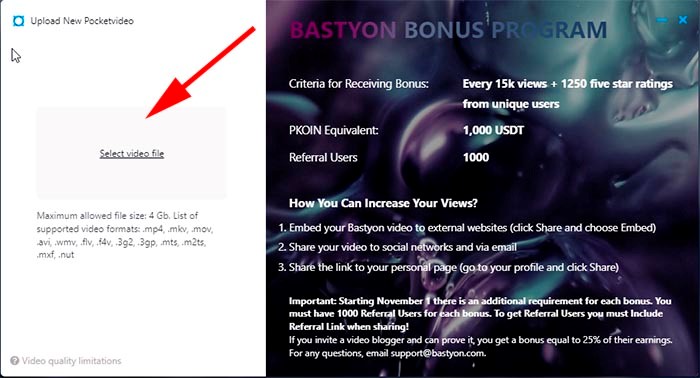 Upload New Pocketvideo
Select video file
Maximum allowed file size: 4 Gb. List of
supported video formats: .mp4, .mkv, .mov,
.avi, .wmv, .flv, .f4v, .3g2, .3gp, .mts, .m2ts,
.mxf, .nut
Video quality limitations
BASTYON BONUS PROGRAM
Criteria for Receiving Bonus: Every 15k views + 1250 five star ratings
from unique users
PKOIN Equivalent: 1,000 USDT
Referral Users 1000
How You Can Increase Your Views?
1. Embed your Bastyon video to external websites (click Share and choose Embed)
2. Share your video to social networks and via email
3. Share the link to your personal page (go to your profile and click Share)
Important: Starting November 1 there is an additional requirement for each bonus. You
must have 1000 Referral Users for each bonus. To get Referral Users you must Include
Referral Link when sharing!
If you invite a video blogger and can prove it, you get a bonus equal to 25% of their earnings.
For any questions, email support@bastyon.com.